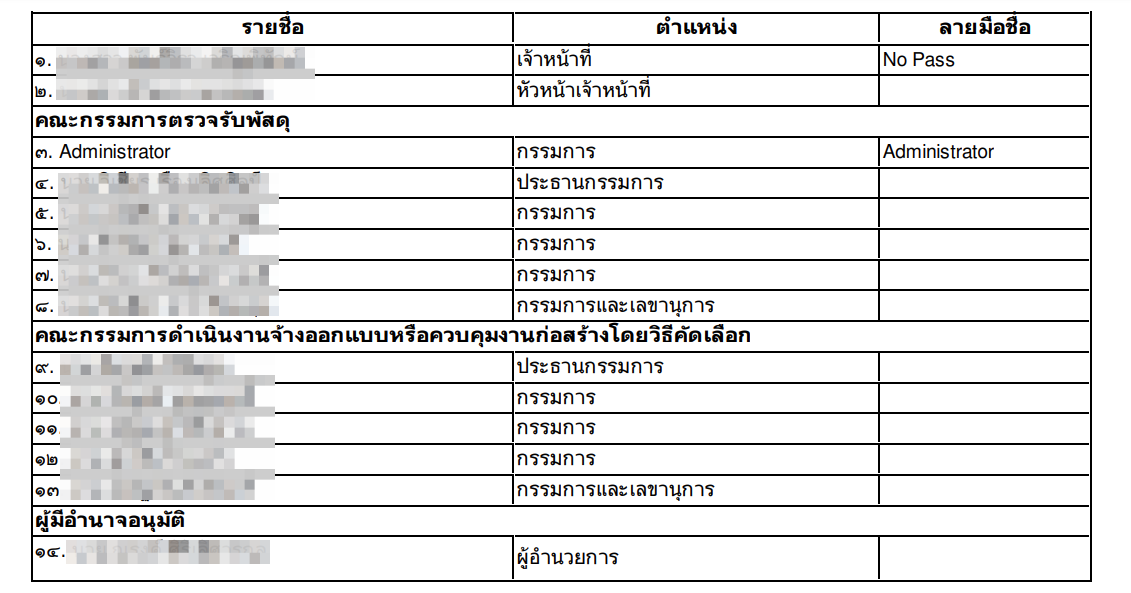 รายชื่อ ตำแหน่ง ลายมือชื่อ
๑. เจ้าหน้าที่ No Pass
๒. หัวหน้าเจ้าหน้าที่
คณะกรรมการตรวจรับพัสดุ
๓. Administrator กรรมการ Administrator
๔. ประธานกรรมการ
๕. กรรมการ
๖. กรรมการ
๗. กรรมการ
๘. กรรมการและเลขานุการ
คณะกรรมการดำเนินงานจ้างออกแบบหรือควบคุมงานก่อสร้างโดยวิธีคัดเลือก
๙. ประธานกรรมการ
๑๐ กรรมการ
๑๑. กรรมการ
๑๒ กรรมการ
๑๓ กรรมการและเลขานุการ
ผู้มีอำนาจอนุมัติ
๑๔. ผู้อำนวยการ